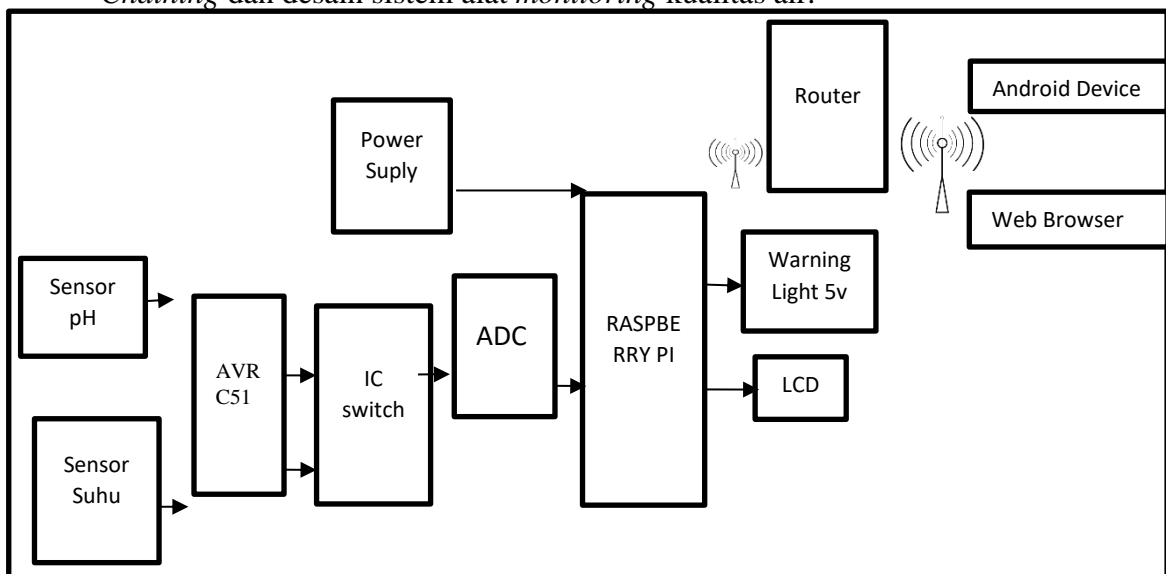 Chaining dan desain sistem alat monitoring kualitas air.
Router
Android Device
Power
Suply
Web Browser
Sensor
pH
Warning
Light 5v
ADC
RASPBE
RRY PI
AVR
C51
IC
switch
LCD
Sensor
Suhu